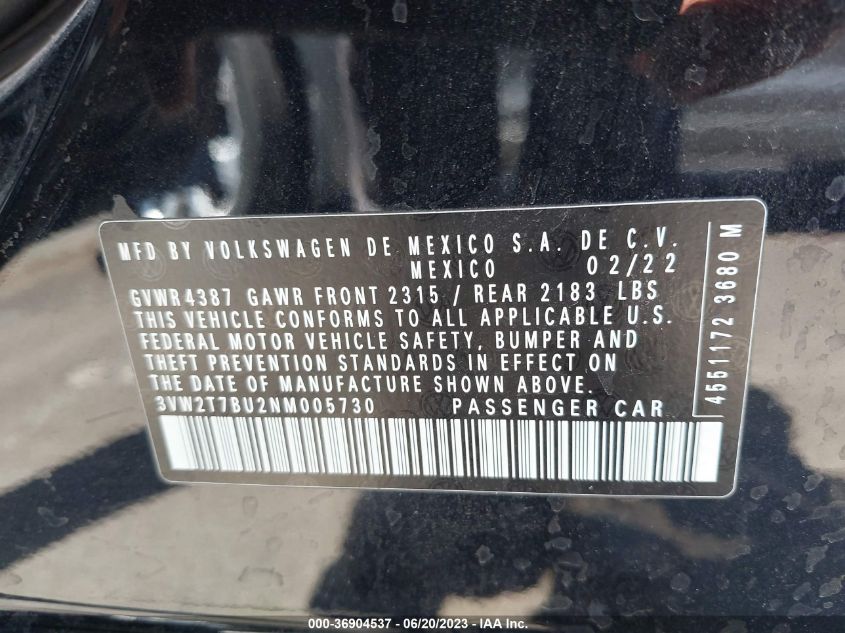 MFD BY VOLKSWAGEN DE MEXICO S.A. DE C.V.
MEXICO 02/22
GVWR 4387 GAWR FRONT 2315 / REAR 2183 LBS
THIS VEHICLE CONFORMS TO ALL APPLICABLE U.S.
FEDERAL MOTOR VEHICLE SAFETY, BUMPER AND
THEFT PREVENTION STANDARDS IN EFFECT ON
THE DATE OF MANUFACTURE SHOWN ABOVE.
3VW2T7BU2NM005730 PASSENGER CAR
4551172 3680 M
000-36904537 - 06/20/2023 - IAA Inc.